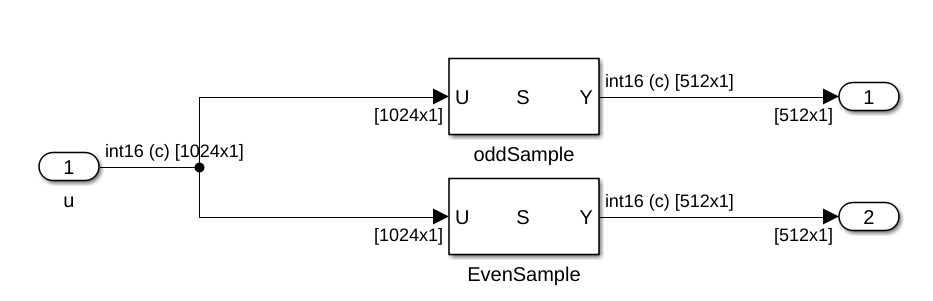 int16 (c) [512x1]
U S Y
1
[1024x1]
[512x1]
oddSample
int16 (c) [1024x1]
1
u
int16 (c) [512x1]
U S Y
2
[1024x1]
[512x1]
EvenSample